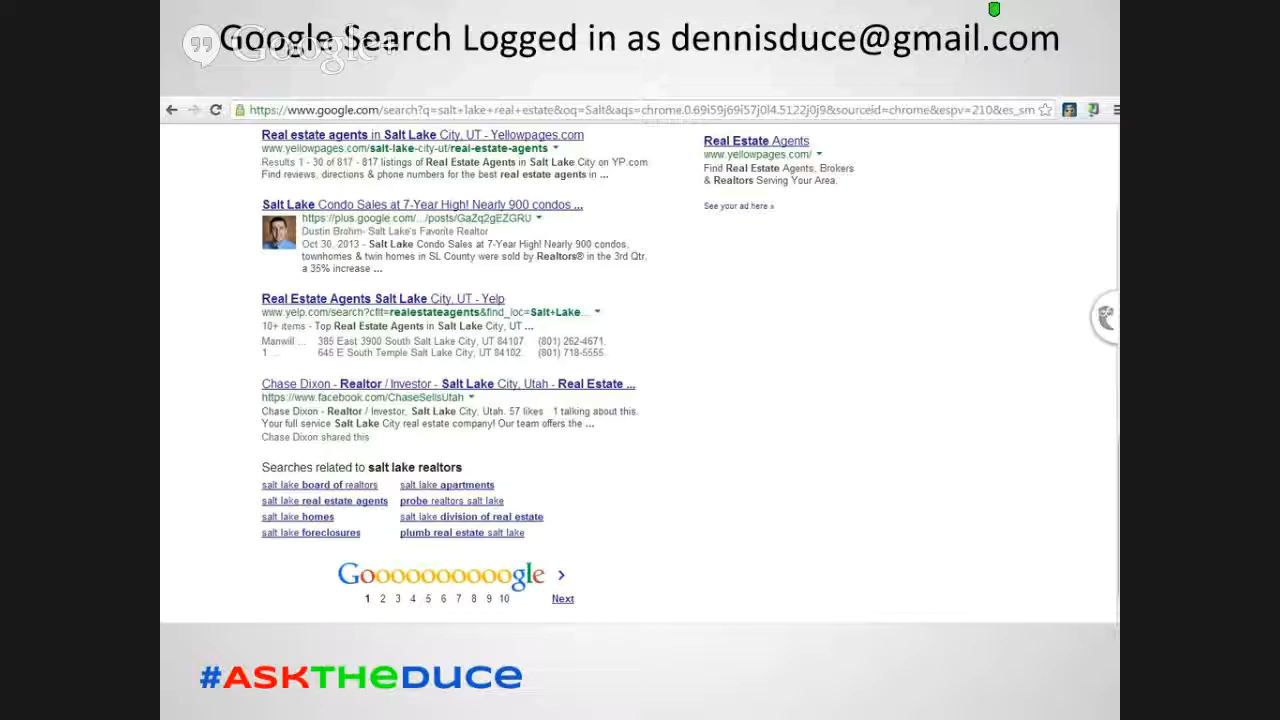 Google Search Logged in as dennisduce@gmail.com
Google+
https://www.google.com/search?q=salt+lake+real+estate&oq=Salt&aqs=chrome.0.69i59j69i57j0l4.5122j0j9&sourceid=chrome&espv=210&es_sm
Real estate agents in Salt Lake City, UT - Yellowpages.com
www.yellowpages.com/salt-lake-city-ut/real-estate-agents
Results 1 - 30 of 817 - 817 listings of Real Estate Agents in Salt Lake City on YP.com
Find reviews, directions & phone numbers for the best real estate agents in ...
Real Estate Agents
www.yellowpages.com/
Find Real Estate Agents, Brokers
& Realtors Serving Your Area.
See your ad here »
Salt Lake Condo Sales at 7-Year High! Nearly 900 condos ...
https://plus.google.com/.../posts/GaZq2gEZGRU
Dustin Brohm- Salt Lake's Favorite Realtor
Oct 30, 2013 - Salt Lake Condo Sales at 7-Year High! Nearly 900 condos,
townhomes & twin homes in SL County were sold by Realtors® in the 3rd Qtr,
a 35% increase ...
Real Estate Agents Salt Lake City, UT - Yelp
www.yelp.com/search?cflt=realestateagents&find_loc=Salt+Lake...
10+ items - Top Real Estate Agents in Salt Lake City, UT ...
Manwill ... 385 East 3900 South Salt Lake City, UT 84107 (801) 262-4671.
1 ... 645 E South Temple Salt Lake City, UT 84102. (801) 718-5555.
Chase Dixon - Realtor / Investor - Salt Lake City, Utah - Real Estate ...
https://www.facebook.com/ChaseSellsUtah
Chase Dixon - Realtor / Investor, Salt Lake City, Utah. 57 likes · 1 talking about this.
Your full service Salt Lake City real estate company! Our team offers the ...
Chase Dixon shared this
Searches related to salt lake realtors
salt lake board of realtors salt lake apartments
salt lake real estate agents probe realtors salt lake
salt lake homes salt lake division of real estate
salt lake foreclosures plumb real estate salt lake
Goooooooooogle >
1 2 3 4 5 6 7 8 9 10 Next
#ASKTHEDUCE